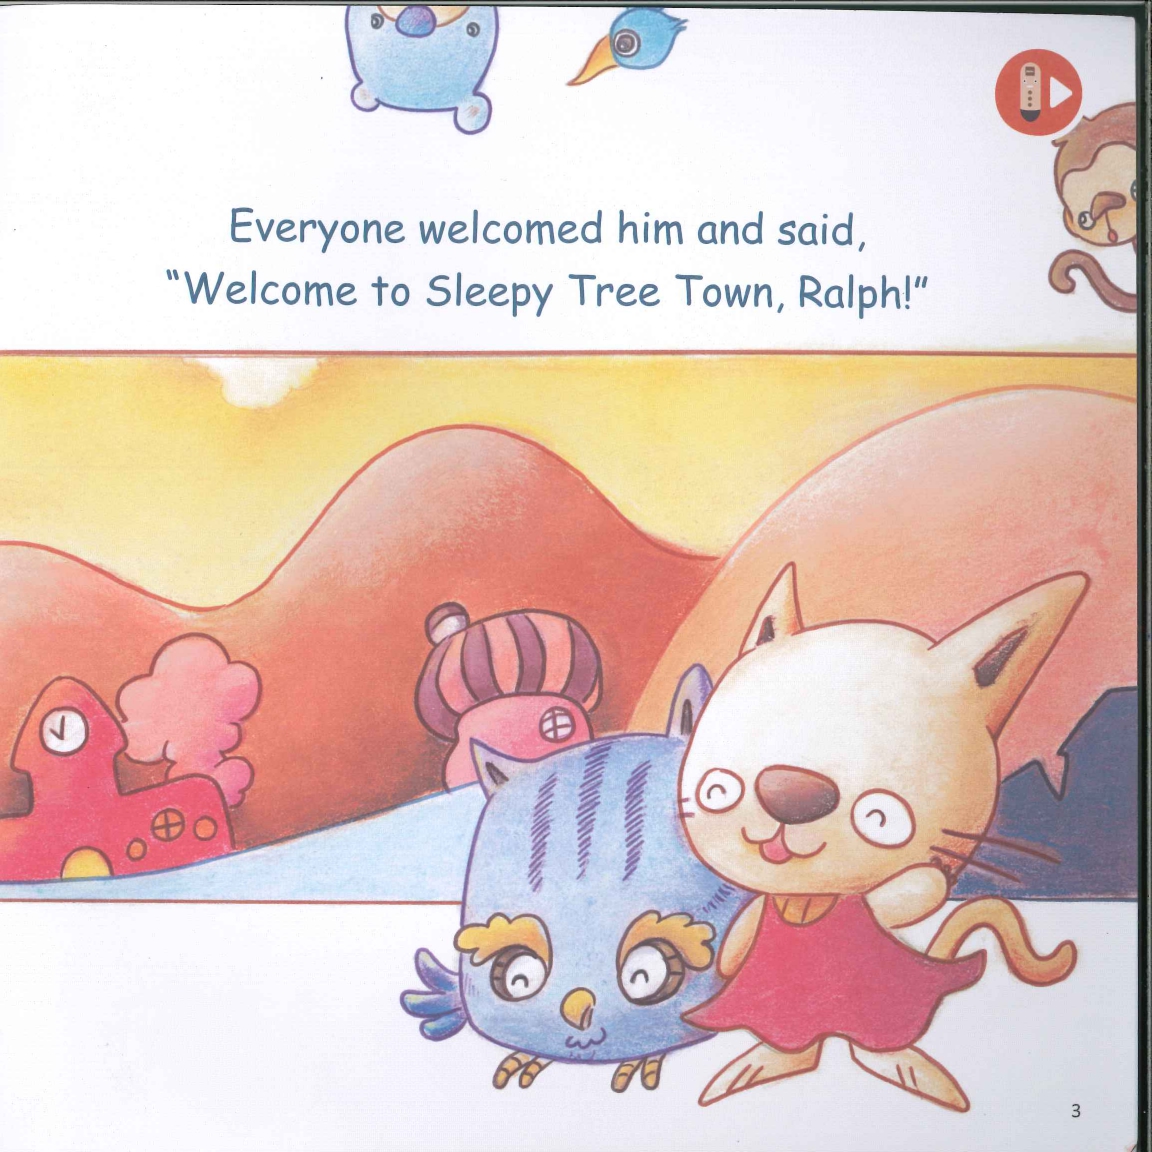 Everyone welcomed him and said,
“Welcome to Sleepy Tree Town, Ralph!”
3